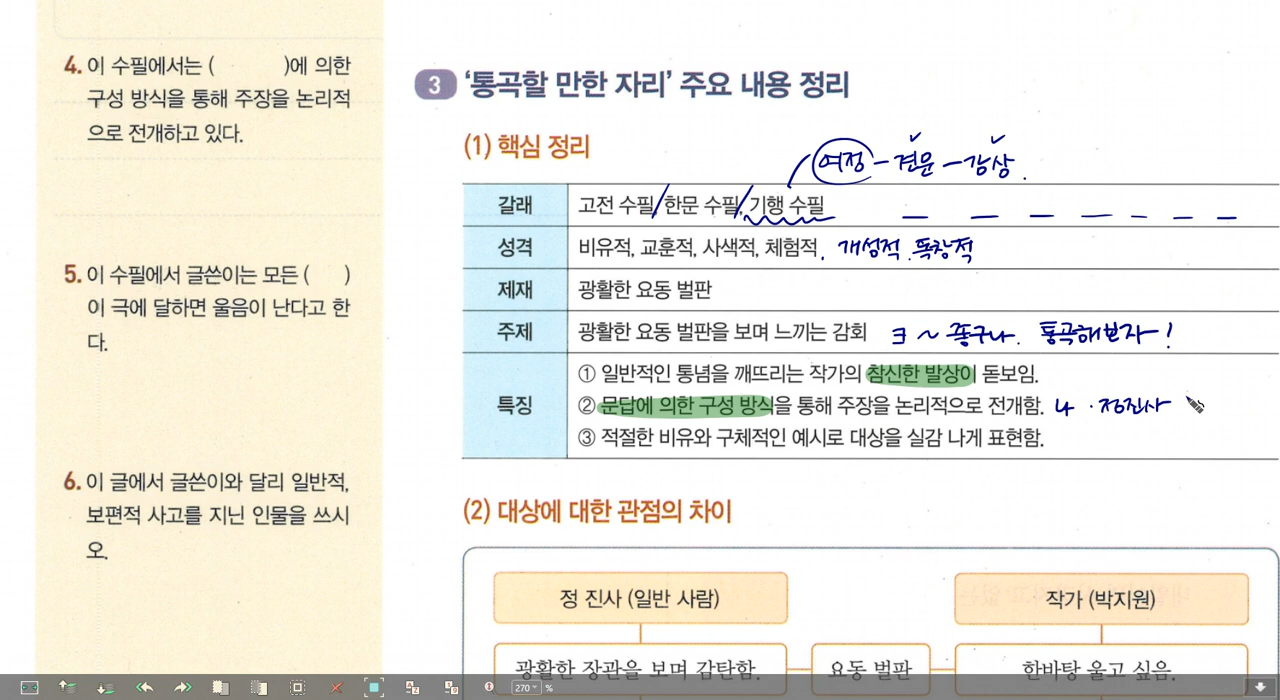 4. 이 수필에서는 (          )에 의한
구성 방식을 통해 주장을 논리적
으로 전개하고 있다.
5. 이 수필에서 글쓴이는 모든 (     )
이 극에 달하면 울음이 난다고 한
다.
6. 이 글에서 글쓴이와 달리 일반적,
보편적 사고를 지닌 인물을 쓰시
오.
3 '통곡할 만한 자리' 주요 내용 정리
(1) 핵심 정리
여정 - 견문 - 감상.
갈래 고전 수필/한문 수필, 기행 수필
성격 비유적, 교훈적, 사색적, 체험적. 개성적. 독창적
제재 광활한 요동 벌판
주제 광활한 요동 벌판을 보며 느끼는 감회 ㅋ ~ 좋구나. 통곡해보자!
① 일반적인 통념을 깨뜨리는 작가의 참신한 발상이 돋보임.
특징 ② 문답에 의한 구성 방식을 통해 주장을 논리적으로 전개함. 나 · 정진사
③ 적절한 비유와 구체적인 예시로 대상을 실감 나게 표현함.
(2) 대상에 대한 관점의 차이
정 진사 (일반 사람) 작가 (박지원)
광활한 장관을 보며 감탄함. 요동 벌판 한바탕 울고 싶음.
270 %